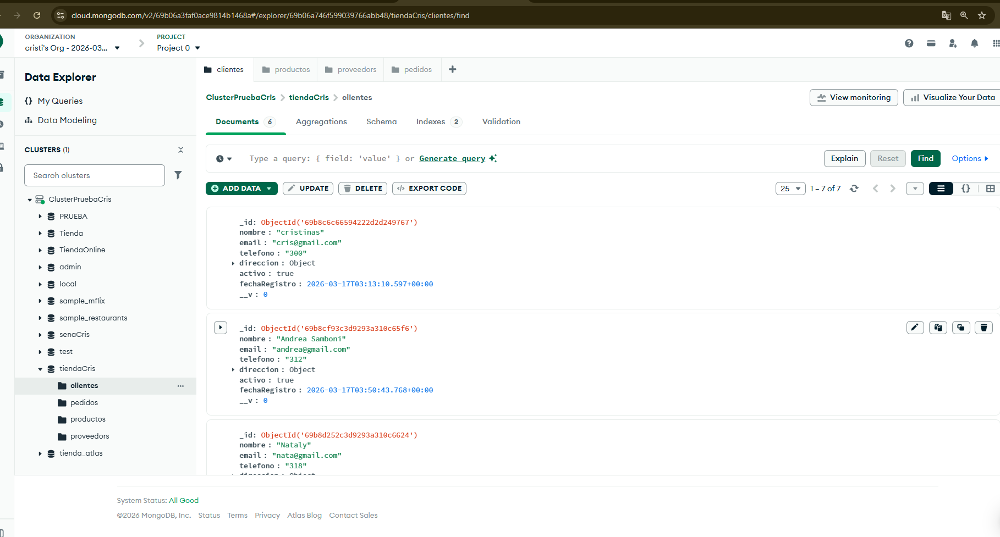 cloud.mongodb.com/v2/69b06a3faf0ace9814b1468a#/explorer/69b06a746f599039766abb48/tiendaCris/clientes/find
ORGANIZATION
cristi's Org - 2026-03...
PROJECT
Project 0
Data Explorer
My Queries
Data Modeling
CLUSTERS (1)
Search clusters
ClusterPruebaCris
PRUEBA
Tienda
TiendaOnline
admin
local
sample_mflix
sample_restaurants
senaCris
test
tiendaCris
clientes
pedidos
productos
proveedors
tienda_atlas
clientes
productos
proveedors
pedidos
ClusterPruebaCris > tiendaCris > clientes
View monitoring
Visualize Your Data
Documents 6
Aggregations
Schema
Indexes 2
Validation
Type a query: { field: 'value' } or Generate query
Explain
Reset
Find
Options
ADD DATA
UPDATE
DELETE
EXPORT CODE
25
1 – 7 of 7
_id: ObjectId('69b8c6c66594222d2d249767')
nombre : "cristinas"
email : "cris@gmail.com"
telefono : "300"
direccion : Object
activo : true
fechaRegistro : 2026-03-17T03:13:10.597+00:00
__v : 0
_id: ObjectId('69b8cf93c3d9293a310c65f6')
nombre : "Andrea Samboni"
email : "andrea@gmail.com"
telefono : "312"
direccion : Object
activo : true
fechaRegistro : 2026-03-17T03:50:43.768+00:00
__v : 0
_id: ObjectId('69b8d252c3d9293a310c6624')
nombre : "Nataly"
email : "nata@gmail.com"
telefono : "318"
direccion : Object
System Status: All Good
©2026 MongoDB, Inc. Status Terms Privacy Atlas Blog Contact Sales